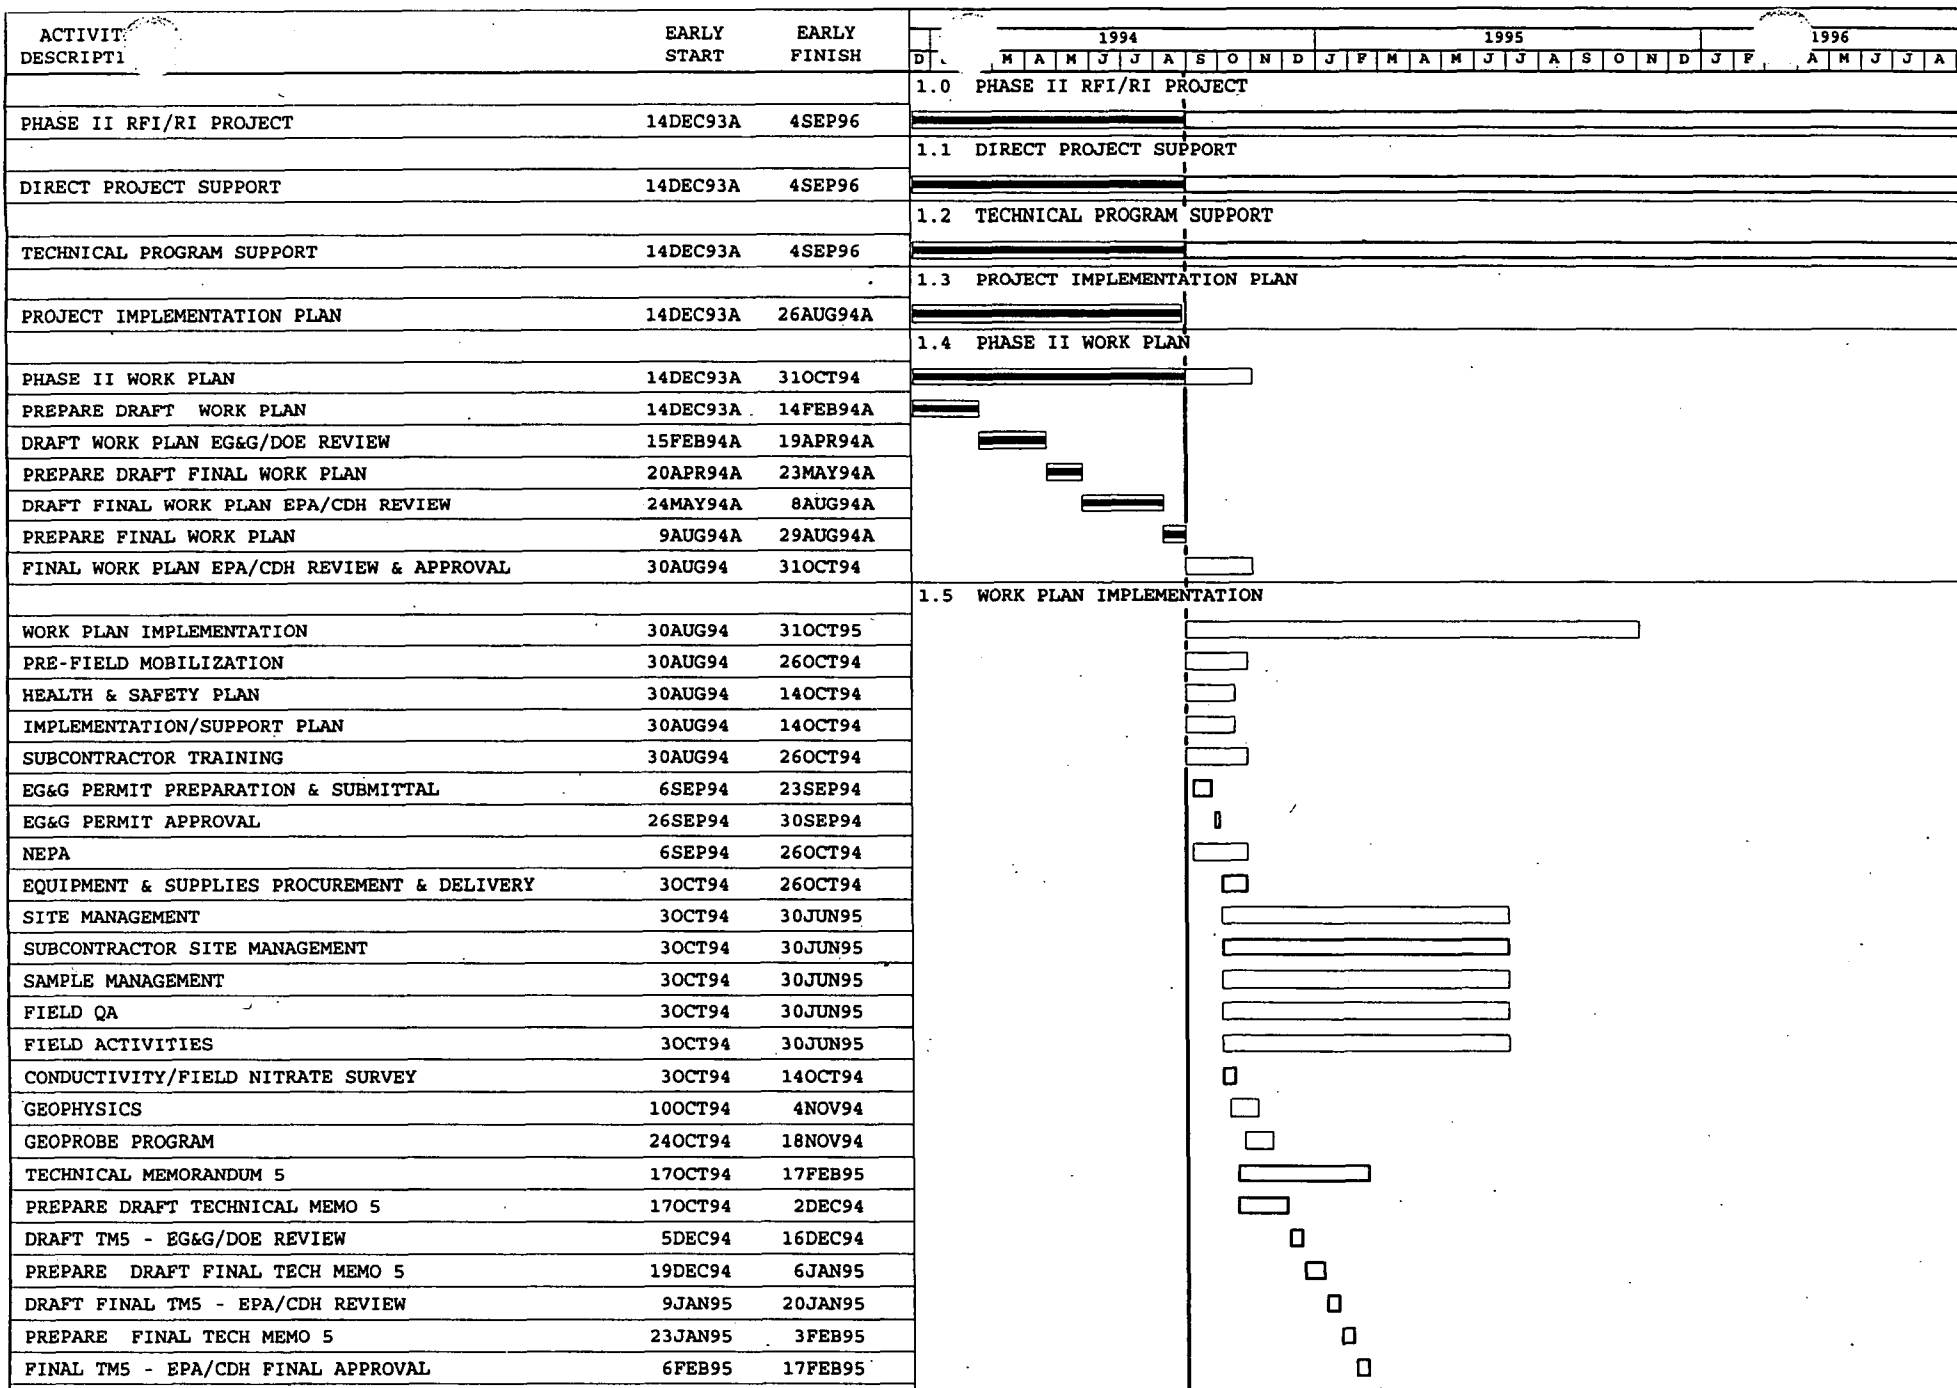 ACTIVIT EARLY EARLY
DESCRIPTI START FINISH
1994 1995 1996
D M A M J J A S O N D J F M A M J J A S O N D J F A M J J A
1.0 PHASE II RFI/RI PROJECT
PHASE II RFI/RI PROJECT 14DEC93A 4SEP96
1.1 DIRECT PROJECT SUPPORT
DIRECT PROJECT SUPPORT 14DEC93A 4SEP96
1.2 TECHNICAL PROGRAM SUPPORT
TECHNICAL PROGRAM SUPPORT 14DEC93A 4SEP96
1.3 PROJECT IMPLEMENTATION PLAN
PROJECT IMPLEMENTATION PLAN 14DEC93A 26AUG94A
1.4 PHASE II WORK PLAN
PHASE II WORK PLAN 14DEC93A 31OCT94
PREPARE DRAFT WORK PLAN 14DEC93A 14FEB94A
DRAFT WORK PLAN EG&G/DOE REVIEW 15FEB94A 19APR94A
PREPARE DRAFT FINAL WORK PLAN 20APR94A 23MAY94A
DRAFT FINAL WORK PLAN EPA/CDH REVIEW 24MAY94A 8AUG94A
PREPARE FINAL WORK PLAN 9AUG94A 29AUG94A
FINAL WORK PLAN EPA/CDH REVIEW & APPROVAL 30AUG94 31OCT94
1.5 WORK PLAN IMPLEMENTATION
WORK PLAN IMPLEMENTATION 30AUG94 31OCT95
PRE-FIELD MOBILIZATION 30AUG94 26OCT94
HEALTH & SAFETY PLAN 30AUG94 14OCT94
IMPLEMENTATION/SUPPORT PLAN 30AUG94 14OCT94
SUBCONTRACTOR TRAINING 30AUG94 26OCT94
EG&G PERMIT PREPARATION & SUBMITTAL 6SEP94 23SEP94
EG&G PERMIT APPROVAL 26SEP94 30SEP94
NEPA 6SEP94 26OCT94
EQUIPMENT & SUPPLIES PROCUREMENT & DELIVERY 3OCT94 26OCT94
SITE MANAGEMENT 3OCT94 30JUN95
SUBCONTRACTOR SITE MANAGEMENT 3OCT94 30JUN95
SAMPLE MANAGEMENT 3OCT94 30JUN95
FIELD QA 3OCT94 30JUN95
FIELD ACTIVITIES 3OCT94 30JUN95
CONDUCTIVITY/FIELD NITRATE SURVEY 3OCT94 14OCT94
GEOPHYSICS 10OCT94 4NOV94
GEOPROBE PROGRAM 24OCT94 18NOV94
TECHNICAL MEMORANDUM 5 17OCT94 17FEB95
PREPARE DRAFT TECHNICAL MEMO 5 17OCT94 2DEC94
DRAFT TM5 - EG&G/DOE REVIEW 5DEC94 16DEC94
PREPARE DRAFT FINAL TECH MEMO 5 19DEC94 6JAN95
DRAFT FINAL TM5 - EPA/CDH REVIEW 9JAN95 20JAN95
PREPARE FINAL TECH MEMO 5 23JAN95 3FEB95
FINAL TM5 - EPA/CDH FINAL APPROVAL 6FEB95 17FEB95